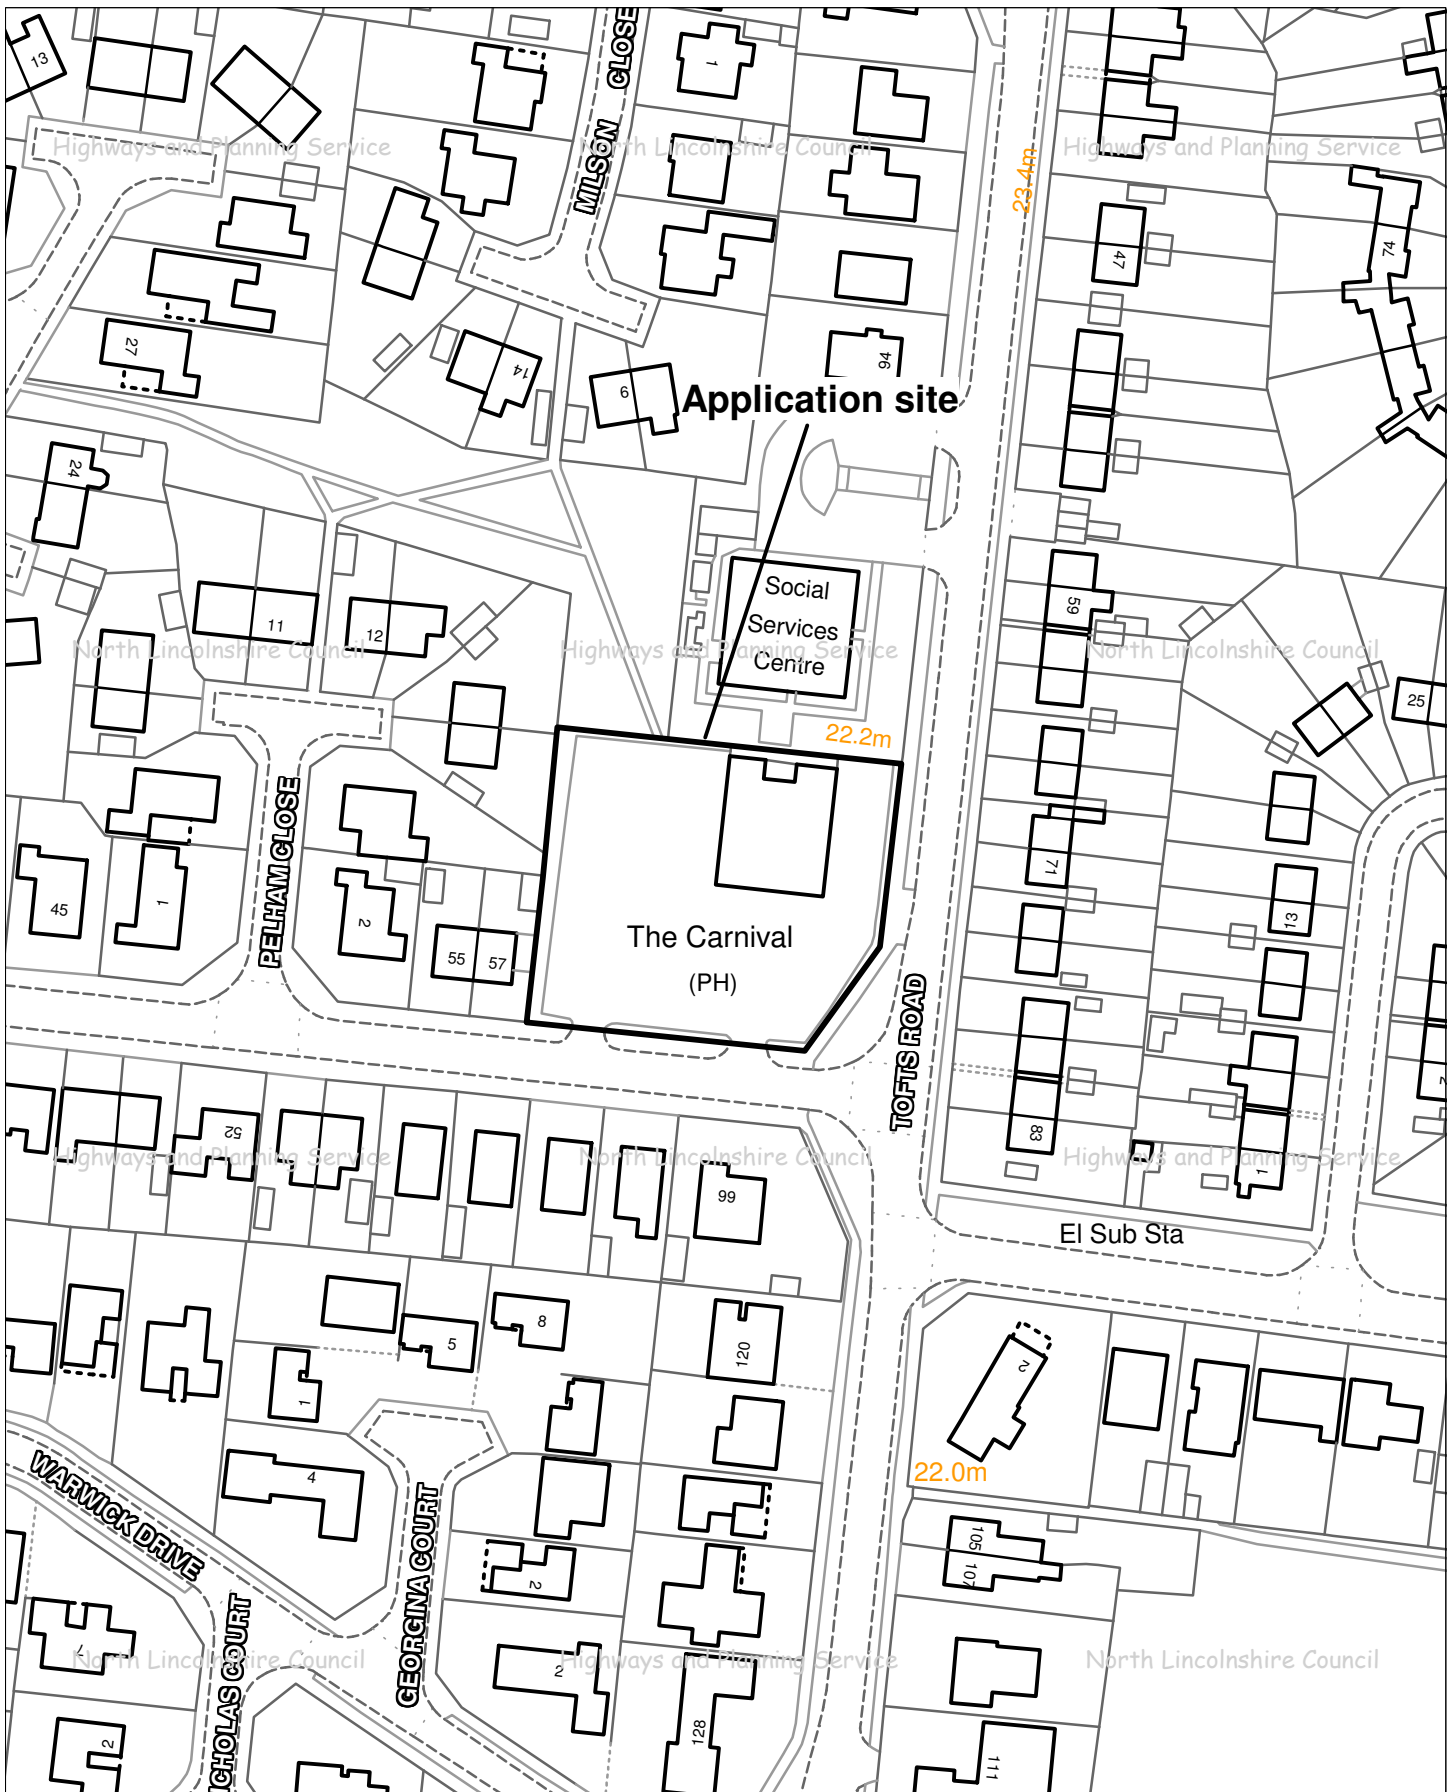 13
MILSON CLOSE
1
Highways and Planning Service
North Lincolnshire Council
Highways and Planning Service
23.4m
47
74
27
14
6
94
Application site
24
Social
Services
Centre
59
11
12
North Lincolnshire Council
Highways and Planning Service
North Lincolnshire Council
25
22.2m
PELHAM CLOSE
71
45
1
2
13
The Carnival
(PH)
55
57
TOFTS ROAD
83
52
Highways and Planning Service
North Lincolnshire Council
Highways and Planning Service
1
99
El Sub Sta
8
5
120
1
2
4
22.0m
WARWICK DRIVE
GEORGINA COURT
105
107
2
7
North Lincolnshire Council
2
Highways and Planning Service
North Lincolnshire Council
CHOLAS COURT
128
2
111